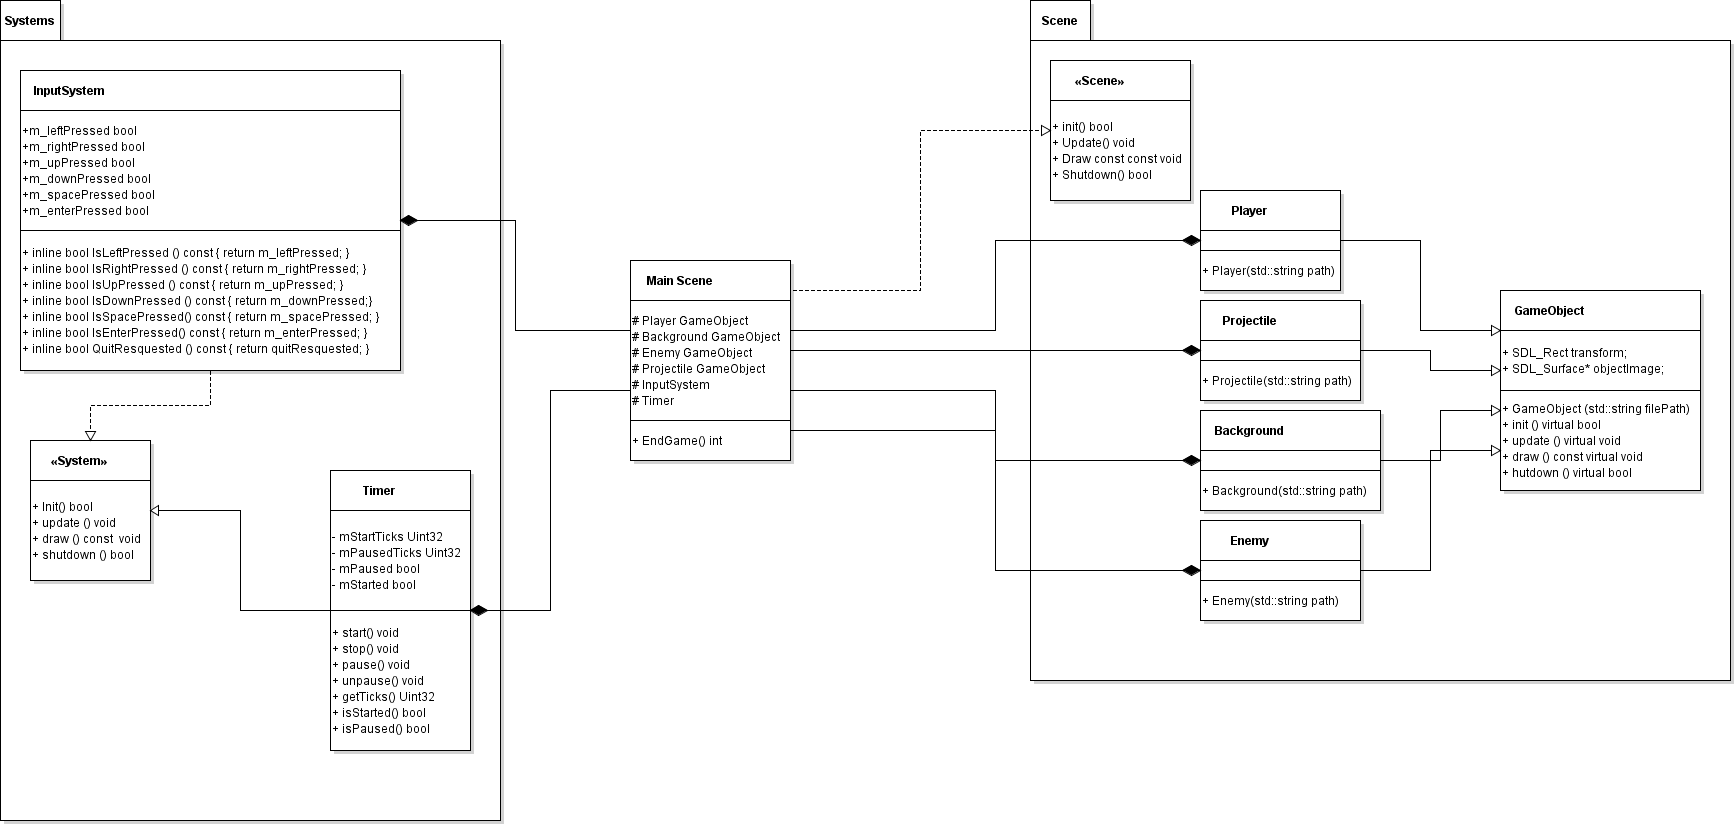 Systems
InputSystem
+m_leftPressed bool
+m_rightPressed bool
+m_upPressed bool
+m_downPressed bool
+m_spacePressed bool
+m_enterPressed bool
+ inline bool IsLeftPressed () const { return m_leftPressed; }
+ inline bool IsRightPressed () const { return m_rightPressed; }
+ inline bool IsUpPressed () const { return m_upPressed; }
+ inline bool IsDownPressed () const { return m_downPressed;}
+ inline bool IsSpacePressed() const { return m_spacePressed; }
+ inline bool IsEnterPressed() const { return m_enterPressed; }
+ inline bool QuitResquested () const { return quitResquested; }
«System»
+ Init() bool
+ update () void
+ draw () const void
+ shutdown () bool
Timer
- mStartTicks Uint32
- mPausedTicks Uint32
- mPaused bool
- mStarted bool
+ start() void
+ stop() void
+ pause() void
+ unpause() void
+ getTicks() Uint32
+ isStarted() bool
+ isPaused() bool
Main Scene
# Player GameObject
# Background GameObject
# Enemy GameObject
# Projectile GameObject
# InputSystem
# Timer
+ EndGame() int
Scene
«Scene»
+ init() bool
+ Update() void
+ Draw const const void
+ Shutdown() bool
Player
+ Player(std::string path)
Projectile
+ Projectile(std::string path)
Background
+ Background(std::string path)
Enemy
+ Enemy(std::string path)
GameObject
+ SDL_Rect transform;
+ SDL_Surface* objectImage;
+ GameObject (std::string filePath)
+ init () virtual bool
+ update () virtual void
+ draw () const virtual void
+ hutdown () virtual bool